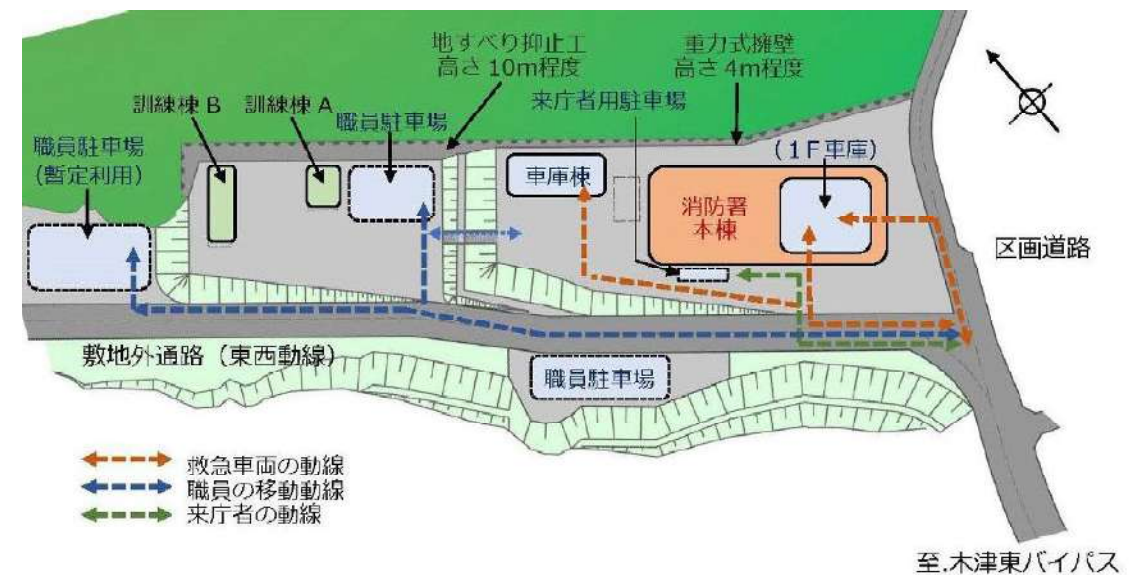 地すべり抑止工
高さ 10m程度
重力式擁壁
高さ 4m程度
来庁者用駐車場
訓練棟 B
訓練棟 A
職員駐車場
職員駐車場
(暫定利用)
車庫棟
(1F車庫)
消防署
本棟
区画道路
敷地外通路（東西動線）
職員駐車場
救急車両の動線
職員の移動動線
来庁者の動線
至.木津東バイパス